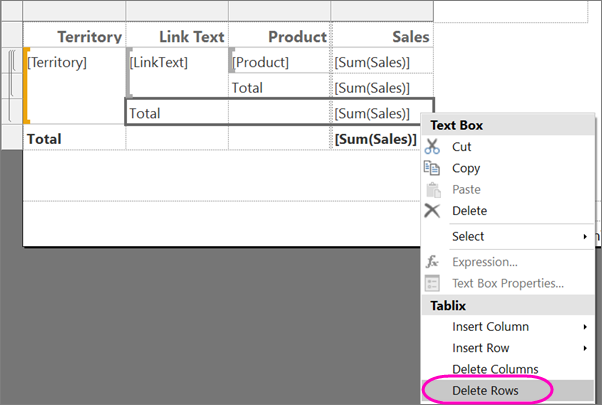 Territory Link Text Product Sales
[Territory] [LinkText] [Product] [Sum(Sales)]
Total [Sum(Sales)]
Total [Sum(Sales)]
Total [Sum(Sales)]
Text Box
Cut
Copy
Paste
Delete
Select
fx Expression...
Text Box Properties...
Tablix
Insert Column
Insert Row
Delete Columns
Delete Rows